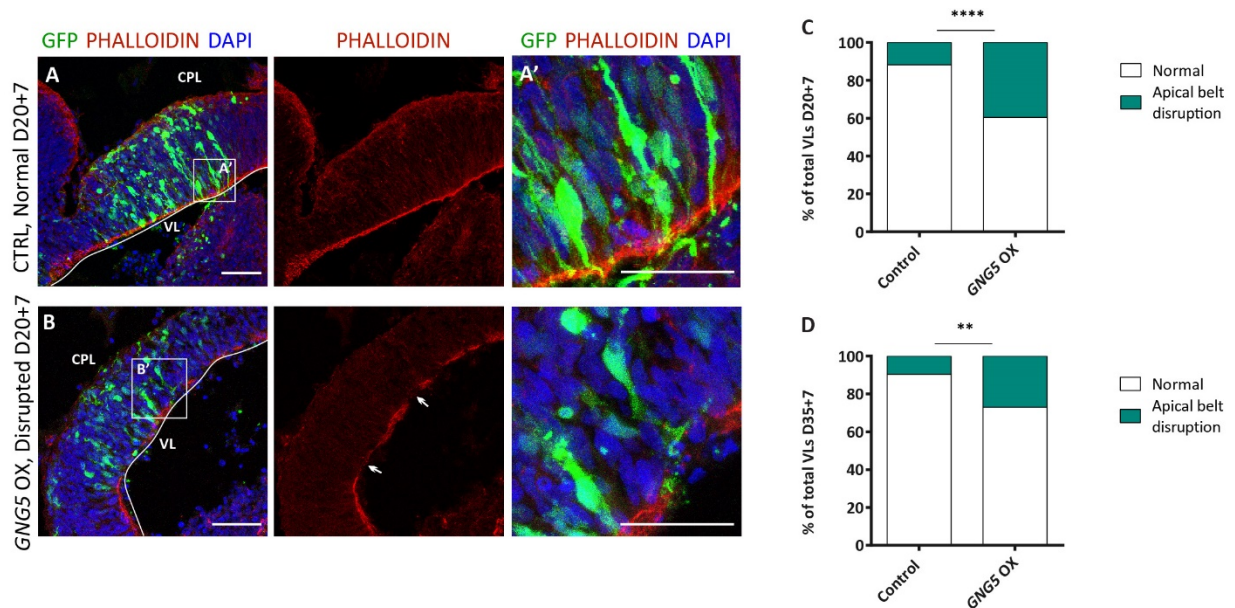 GFP PHALLOIDIN DAPI
PHALLOIDIN
GFP PHALLOIDIN DAPI
CTRL, Normal D20+7
A
CPL
A'
VL
A'
GNG5 OX, Disrupted D20+7
B
CPL
B'
VL
C
****
% of total VLs D20+7
100
80
60
40
20
0
Control
GNG5 OX
Normal
Apical belt
disruption
D
**
% of total VLs D35+7
100
80
60
40
20
0
Control
GNG5 OX
Normal
Apical belt
disruption